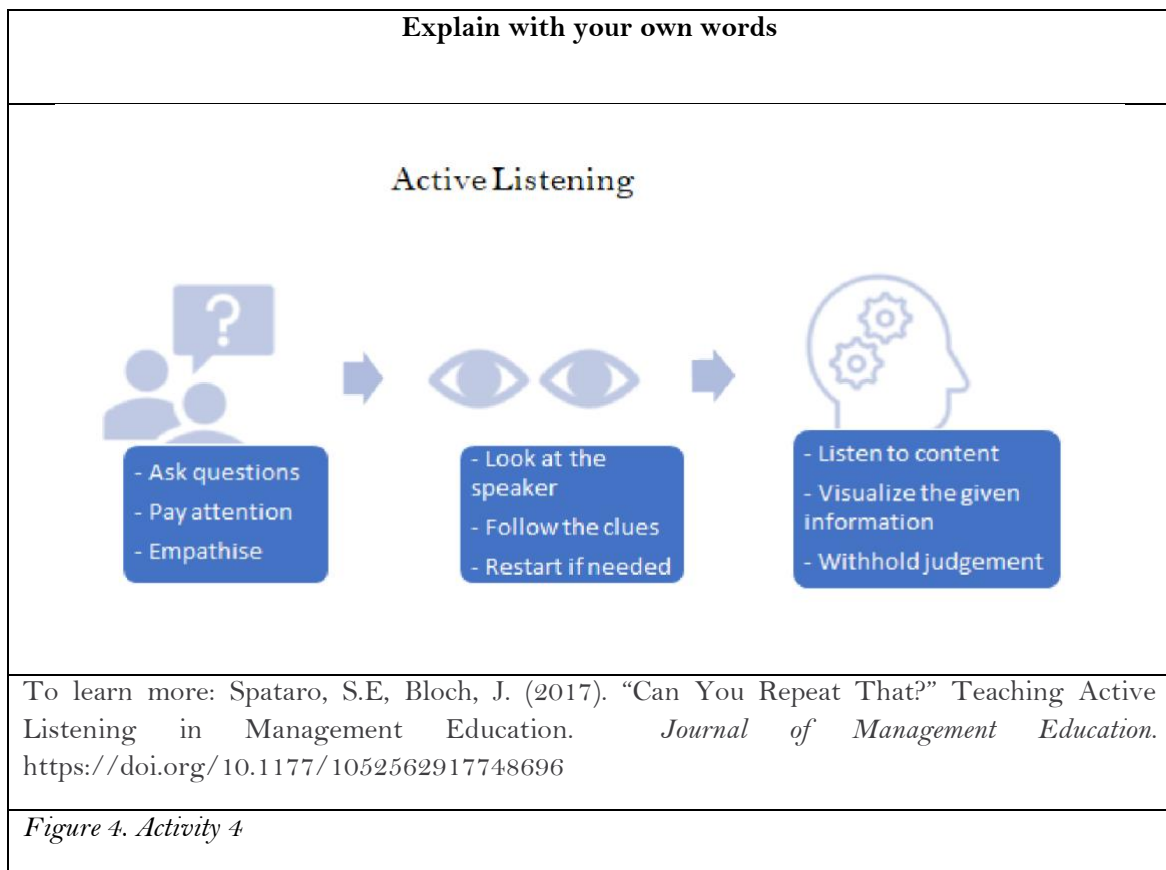 Explain with your own words
Active Listening
?
- Ask questions
- Pay attention
- Empathise
- Look at the
speaker
- Follow the clues
- Restart if needed
- Listen to content
- Visualize the given
information
- Withhold judgement
To learn more: Spataro, S.E, Bloch, J. (2017). “Can You Repeat That?” Teaching Active
Listening in Management Education. Journal of Management Education.
https://doi.org/10.1177/1052562917748696
Figure 4. Activity 4